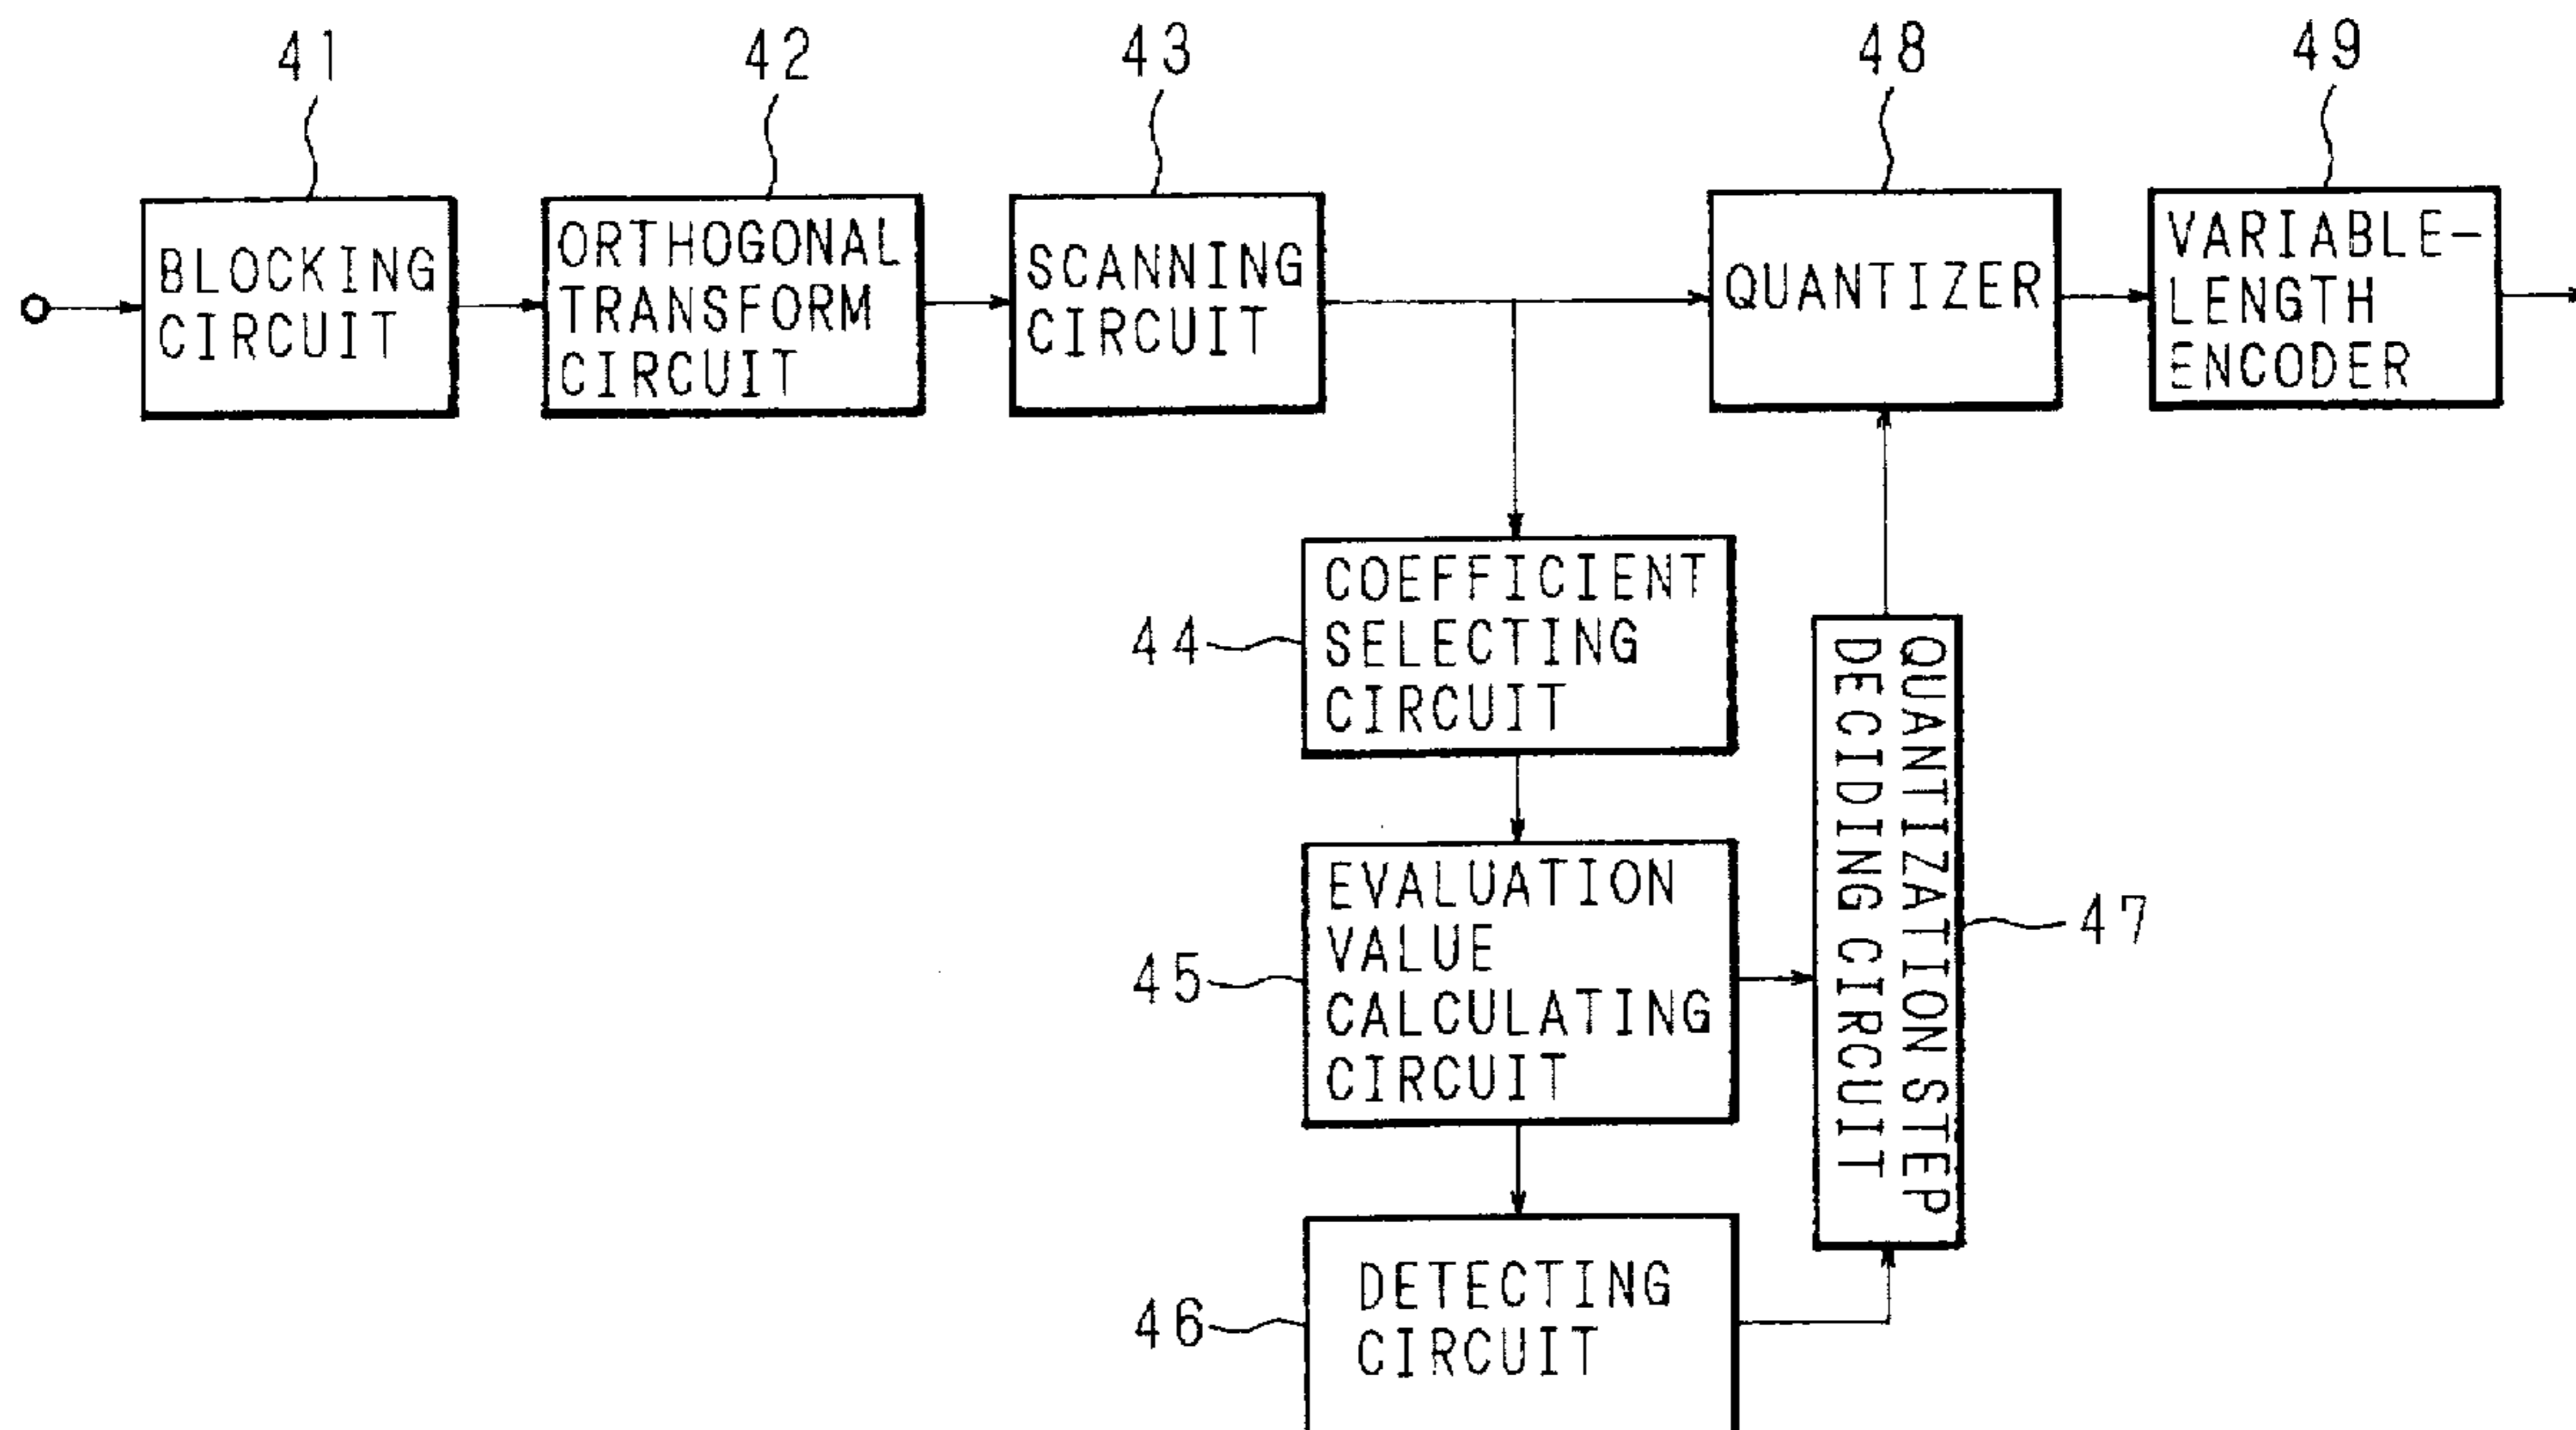 41
42
43
48
49
BLOCKING
CIRCUIT
ORTHOGONAL
TRANSFORM
CIRCUIT
SCANNING
CIRCUIT
QUANTIZER
VARIABLE-
LENGTH
ENCODER
44
COEFFICIENT
SELECTING
CIRCUIT
45
EVALUATION
VALUE
CALCULATING
CIRCUIT
QUANTIZATION STEP
DECIDING CIRCUIT
47
46
DETECTING
CIRCUIT